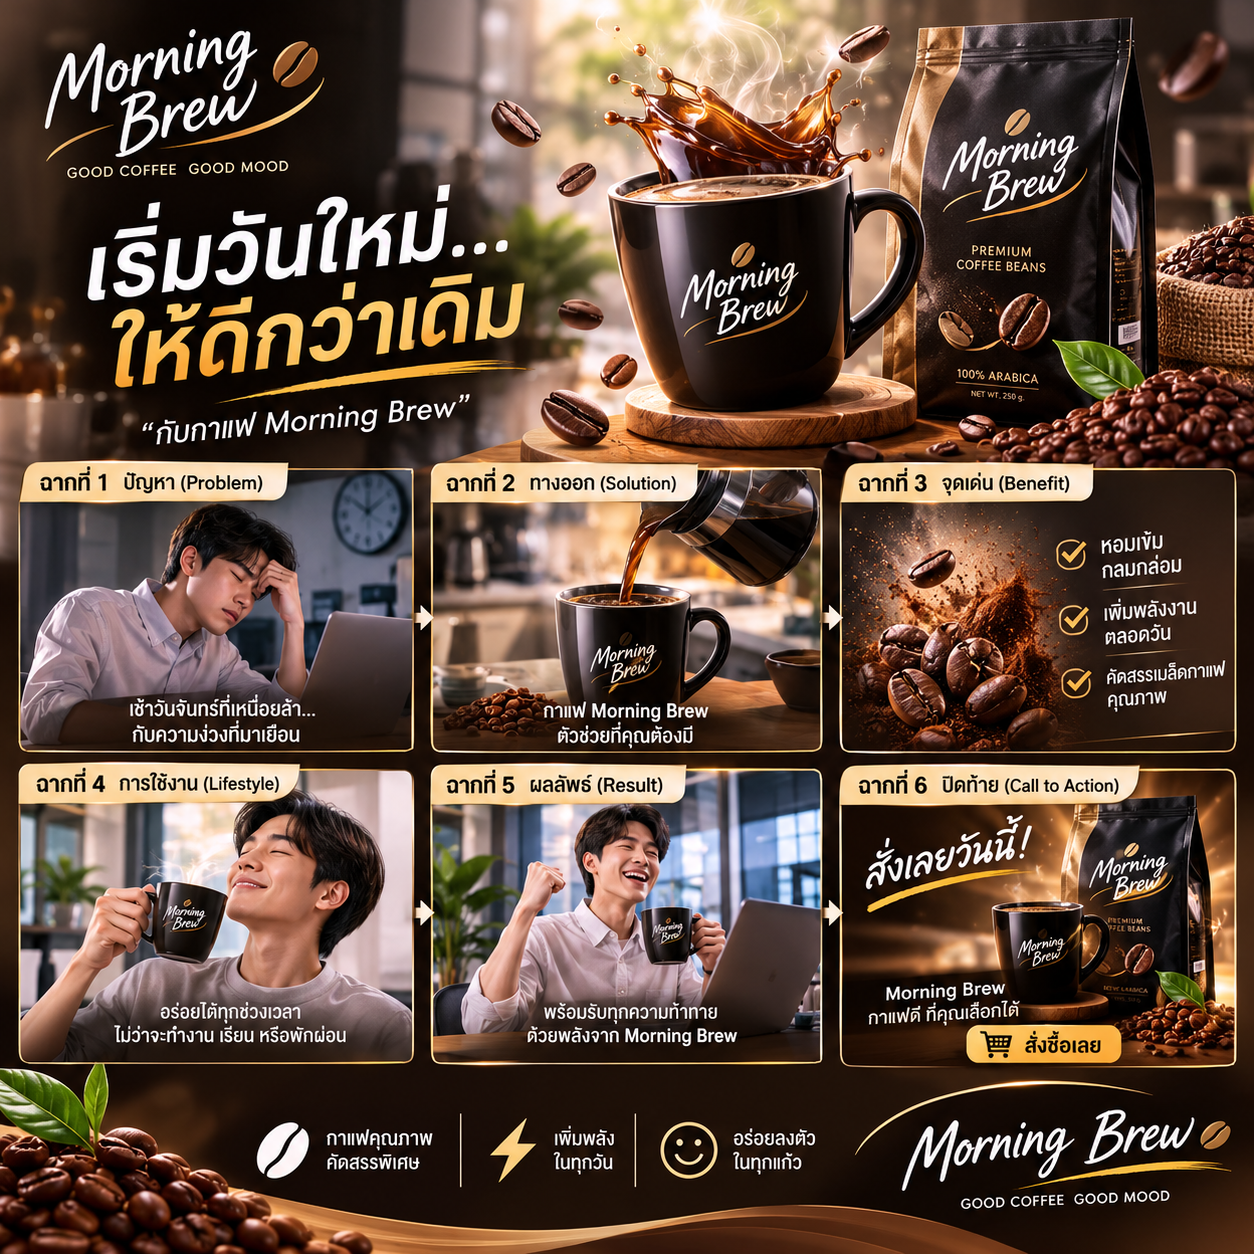 Morning
Brew
GOOD COFFEE GOOD MOOD
เริ่มวันใหม่...
ให้ดีกว่าเดิม
“กับกาแฟ Morning Brew”
Morning
Brew
Morning
Brew
PREMIUM
COFFEE BEANS
100% ARABICA
NET WT. 250 g.
ฉากที่ 1 ปัญหา (Problem)
เช้าวันจันทร์ที่เหนื่อยล้า...
กับความง่วงที่มาเยือน
ฉากที่ 2 ทางออก (Solution)
Morning
Brew
กาแฟ Morning Brew
ตัวช่วยที่คุณต้องมี
ฉากที่ 3 จุดเด่น (Benefit)
หอมเข้ม
กลมกล่อม
เพิ่มพลังงาน
ตลอดวัน
คัดสรรเมล็ดกาแฟ
คุณภาพ
ฉากที่ 4 การใช้งาน (Lifestyle)
Morning
Brew
อร่อยได้ทุกช่วงเวลา
ไม่ว่าจะทำงาน เรียน หรือพักผ่อน
ฉากที่ 5 ผลลัพธ์ (Result)
Morning
Brew
พร้อมรับทุกความท้าทาย
ด้วยพลังจาก Morning Brew
ฉากที่ 6 ปิดท้าย (Call to Action)
สั่งเลยวันนี้!
Morning
Brew
Morning
Brew
Morning Brew
กาแฟดี ที่คุณเลือกได้
สั่งซื้อเลย
กาแฟคุณภาพ
คัดสรรพิเศษ
เพิ่มพลัง
ในทุกวัน
อร่อยลงตัว
ในทุกแก้ว
Morning Brew
GOOD COFFEE GOOD MOOD